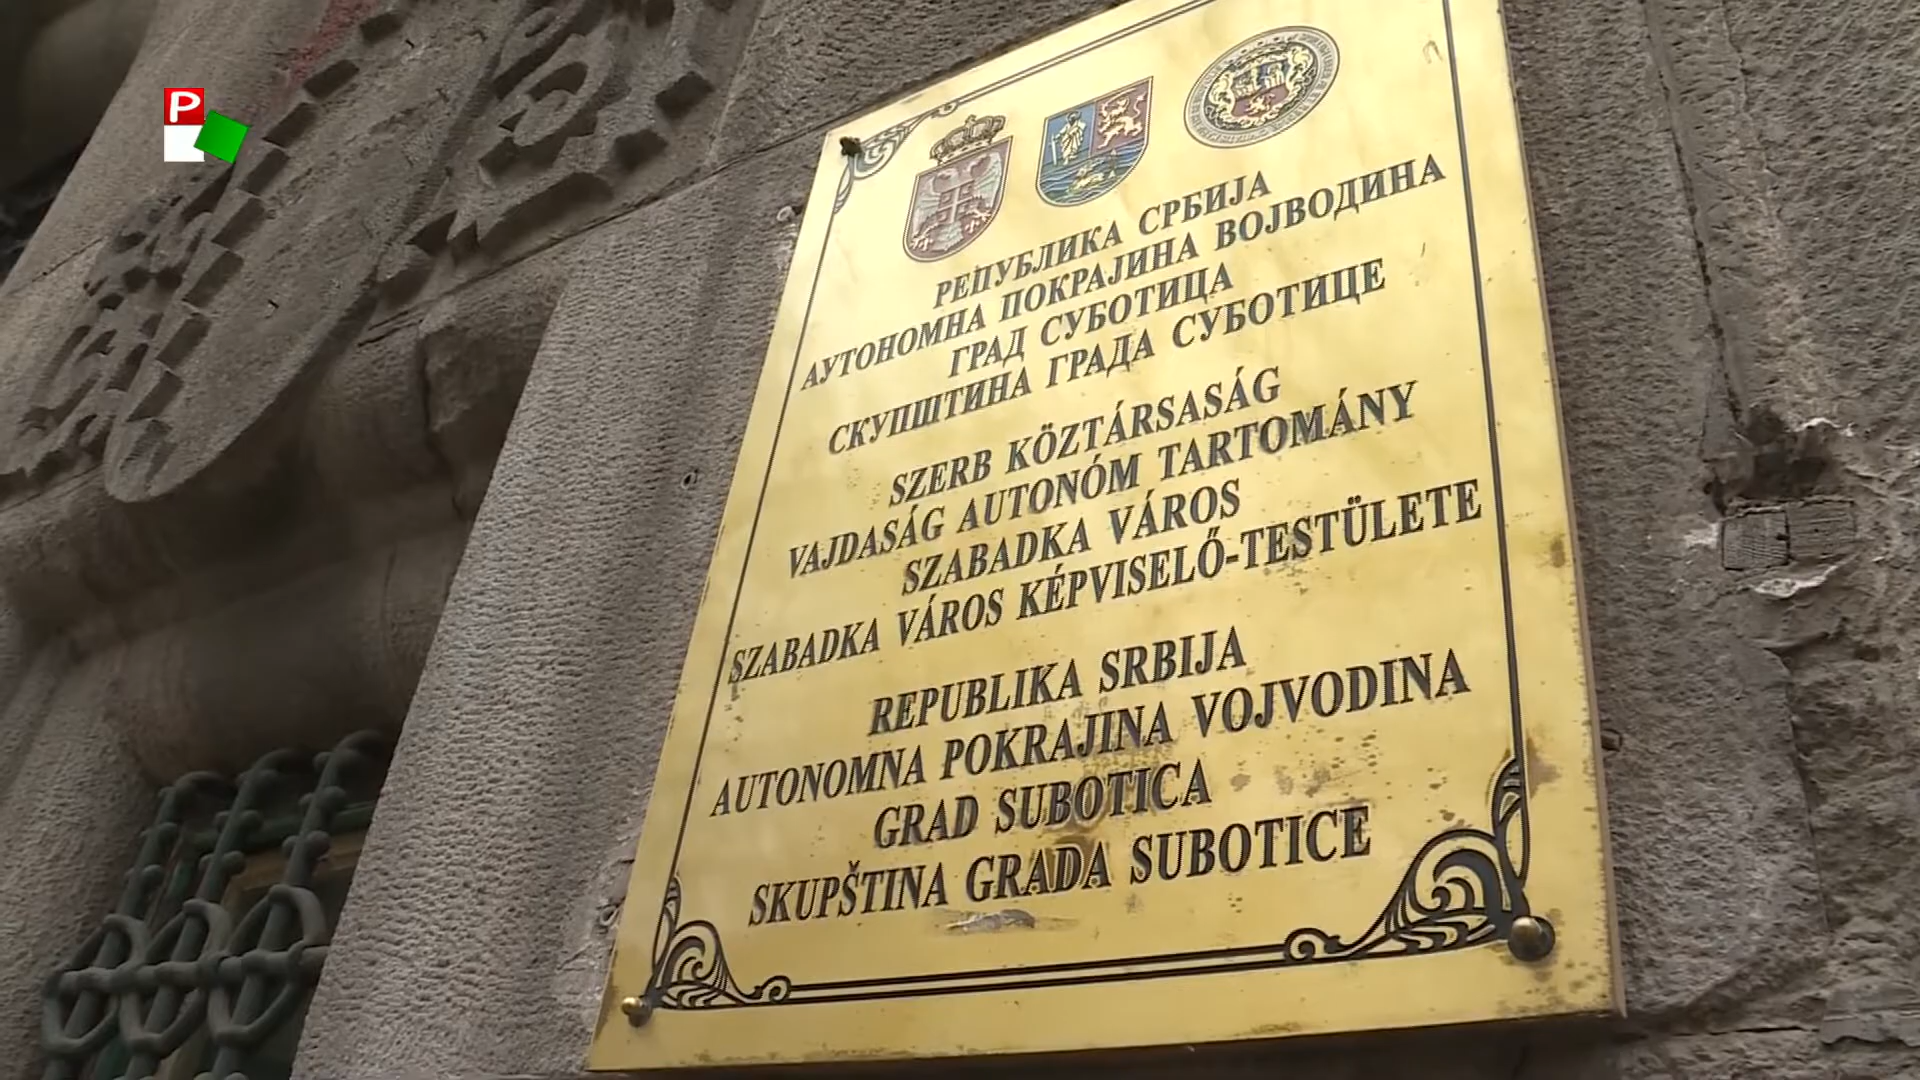 P
РЕПУБЛИКА СРБИЈА
АУТОНОМНА ПОКРАЈИНА ВОЈВОДИНА
ГРАД СУБОТИЦА
СКУПШТИНА ГРАДА СУБОТИЦЕ
SZERB KÖZTÁRSASÁG
VAJDASÁG AUTONÓM TARTOMÁNY
SZABADKA VÁROS
SZABADKA VÁROS KÉPVISELŐ-TESTÜLETE
REPUBLIKA SRBIJA
AUTONOMNA POKRAJINA VOJVODINA
GRAD SUBOTICA
SKUPŠTINA GRADA SUBOTICE